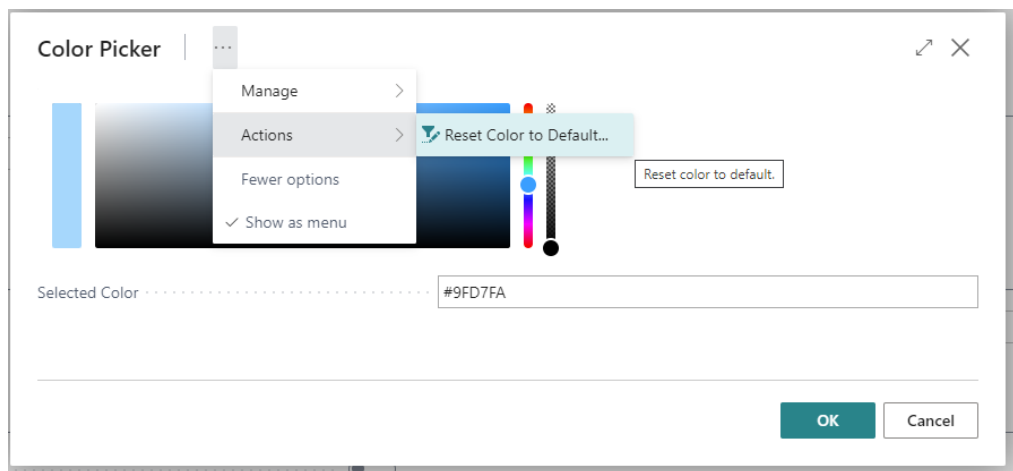 Color Picker
...
Manage
Actions
Reset Color to Default...
Fewer options
Reset color to default.
Show as menu
Selected Color
#9FD7FA
OK
Cancel